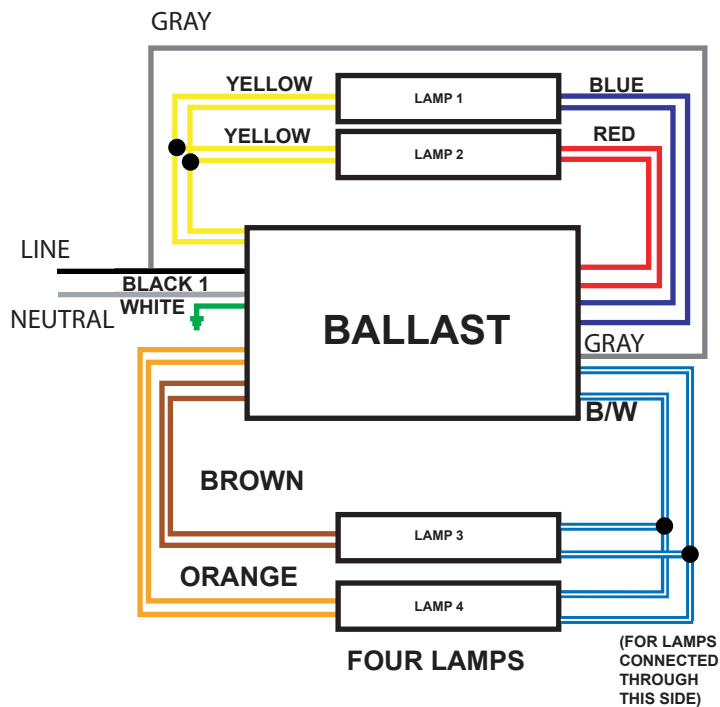 GRAY
YELLOW
LAMP 1
BLUE
YELLOW
LAMP 2
RED
LINE
BLACK 1
WHITE
NEUTRAL
BALLAST
GRAY
B/W
BROWN
LAMP 3
ORANGE
LAMP 4
FOUR LAMPS
(FOR LAMPS
CONNECTED
THROUGH
THIS SIDE)